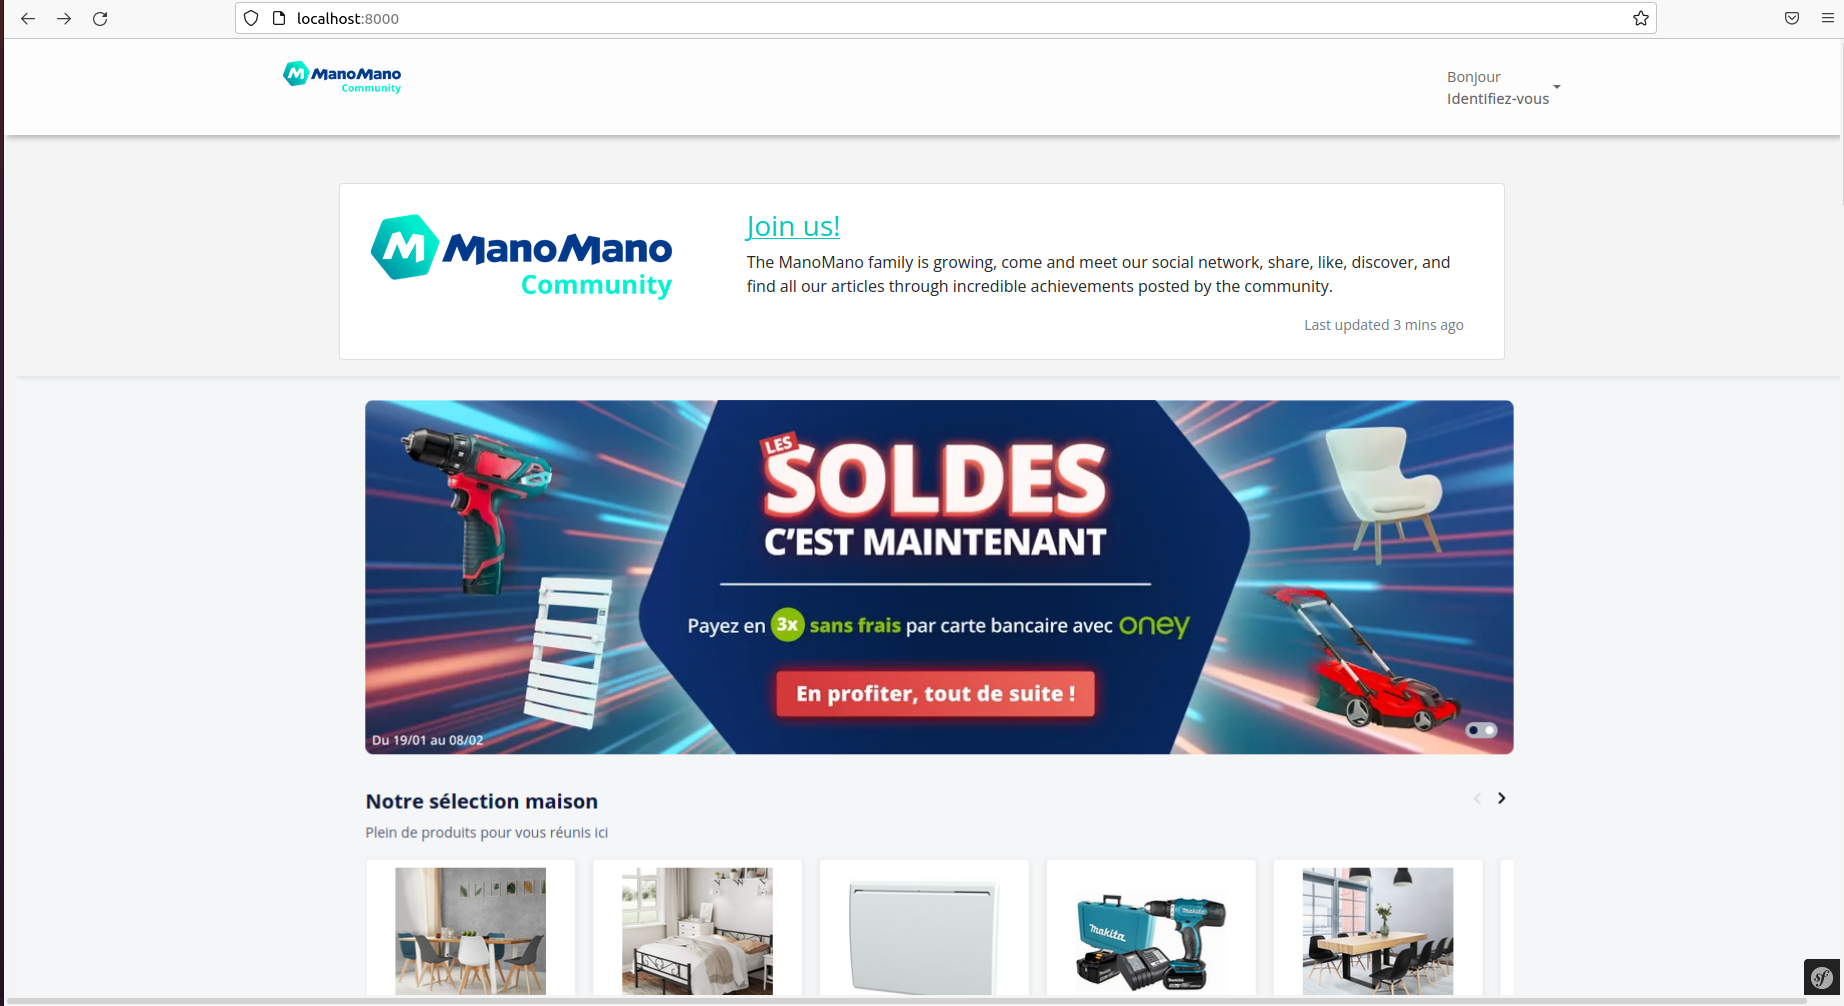 localhost:8000
ManoMano
Community
Bonjour
Identifiez-vous
ManoMano
Community
Join us!
The ManoMano family is growing, come and meet our social network, share, like, discover, and
find all our articles through incredible achievements posted by the community.
Last updated 3 mins ago
LES
SOLDES
C'EST MAINTENANT
Payez en 3x sans frais par carte bancaire avec oney
En profiter, tout de suite !
Du 19/01 au 08/02
Notre sélection maison
Plein de produits pour vous réunis ici
makita
makita
sf